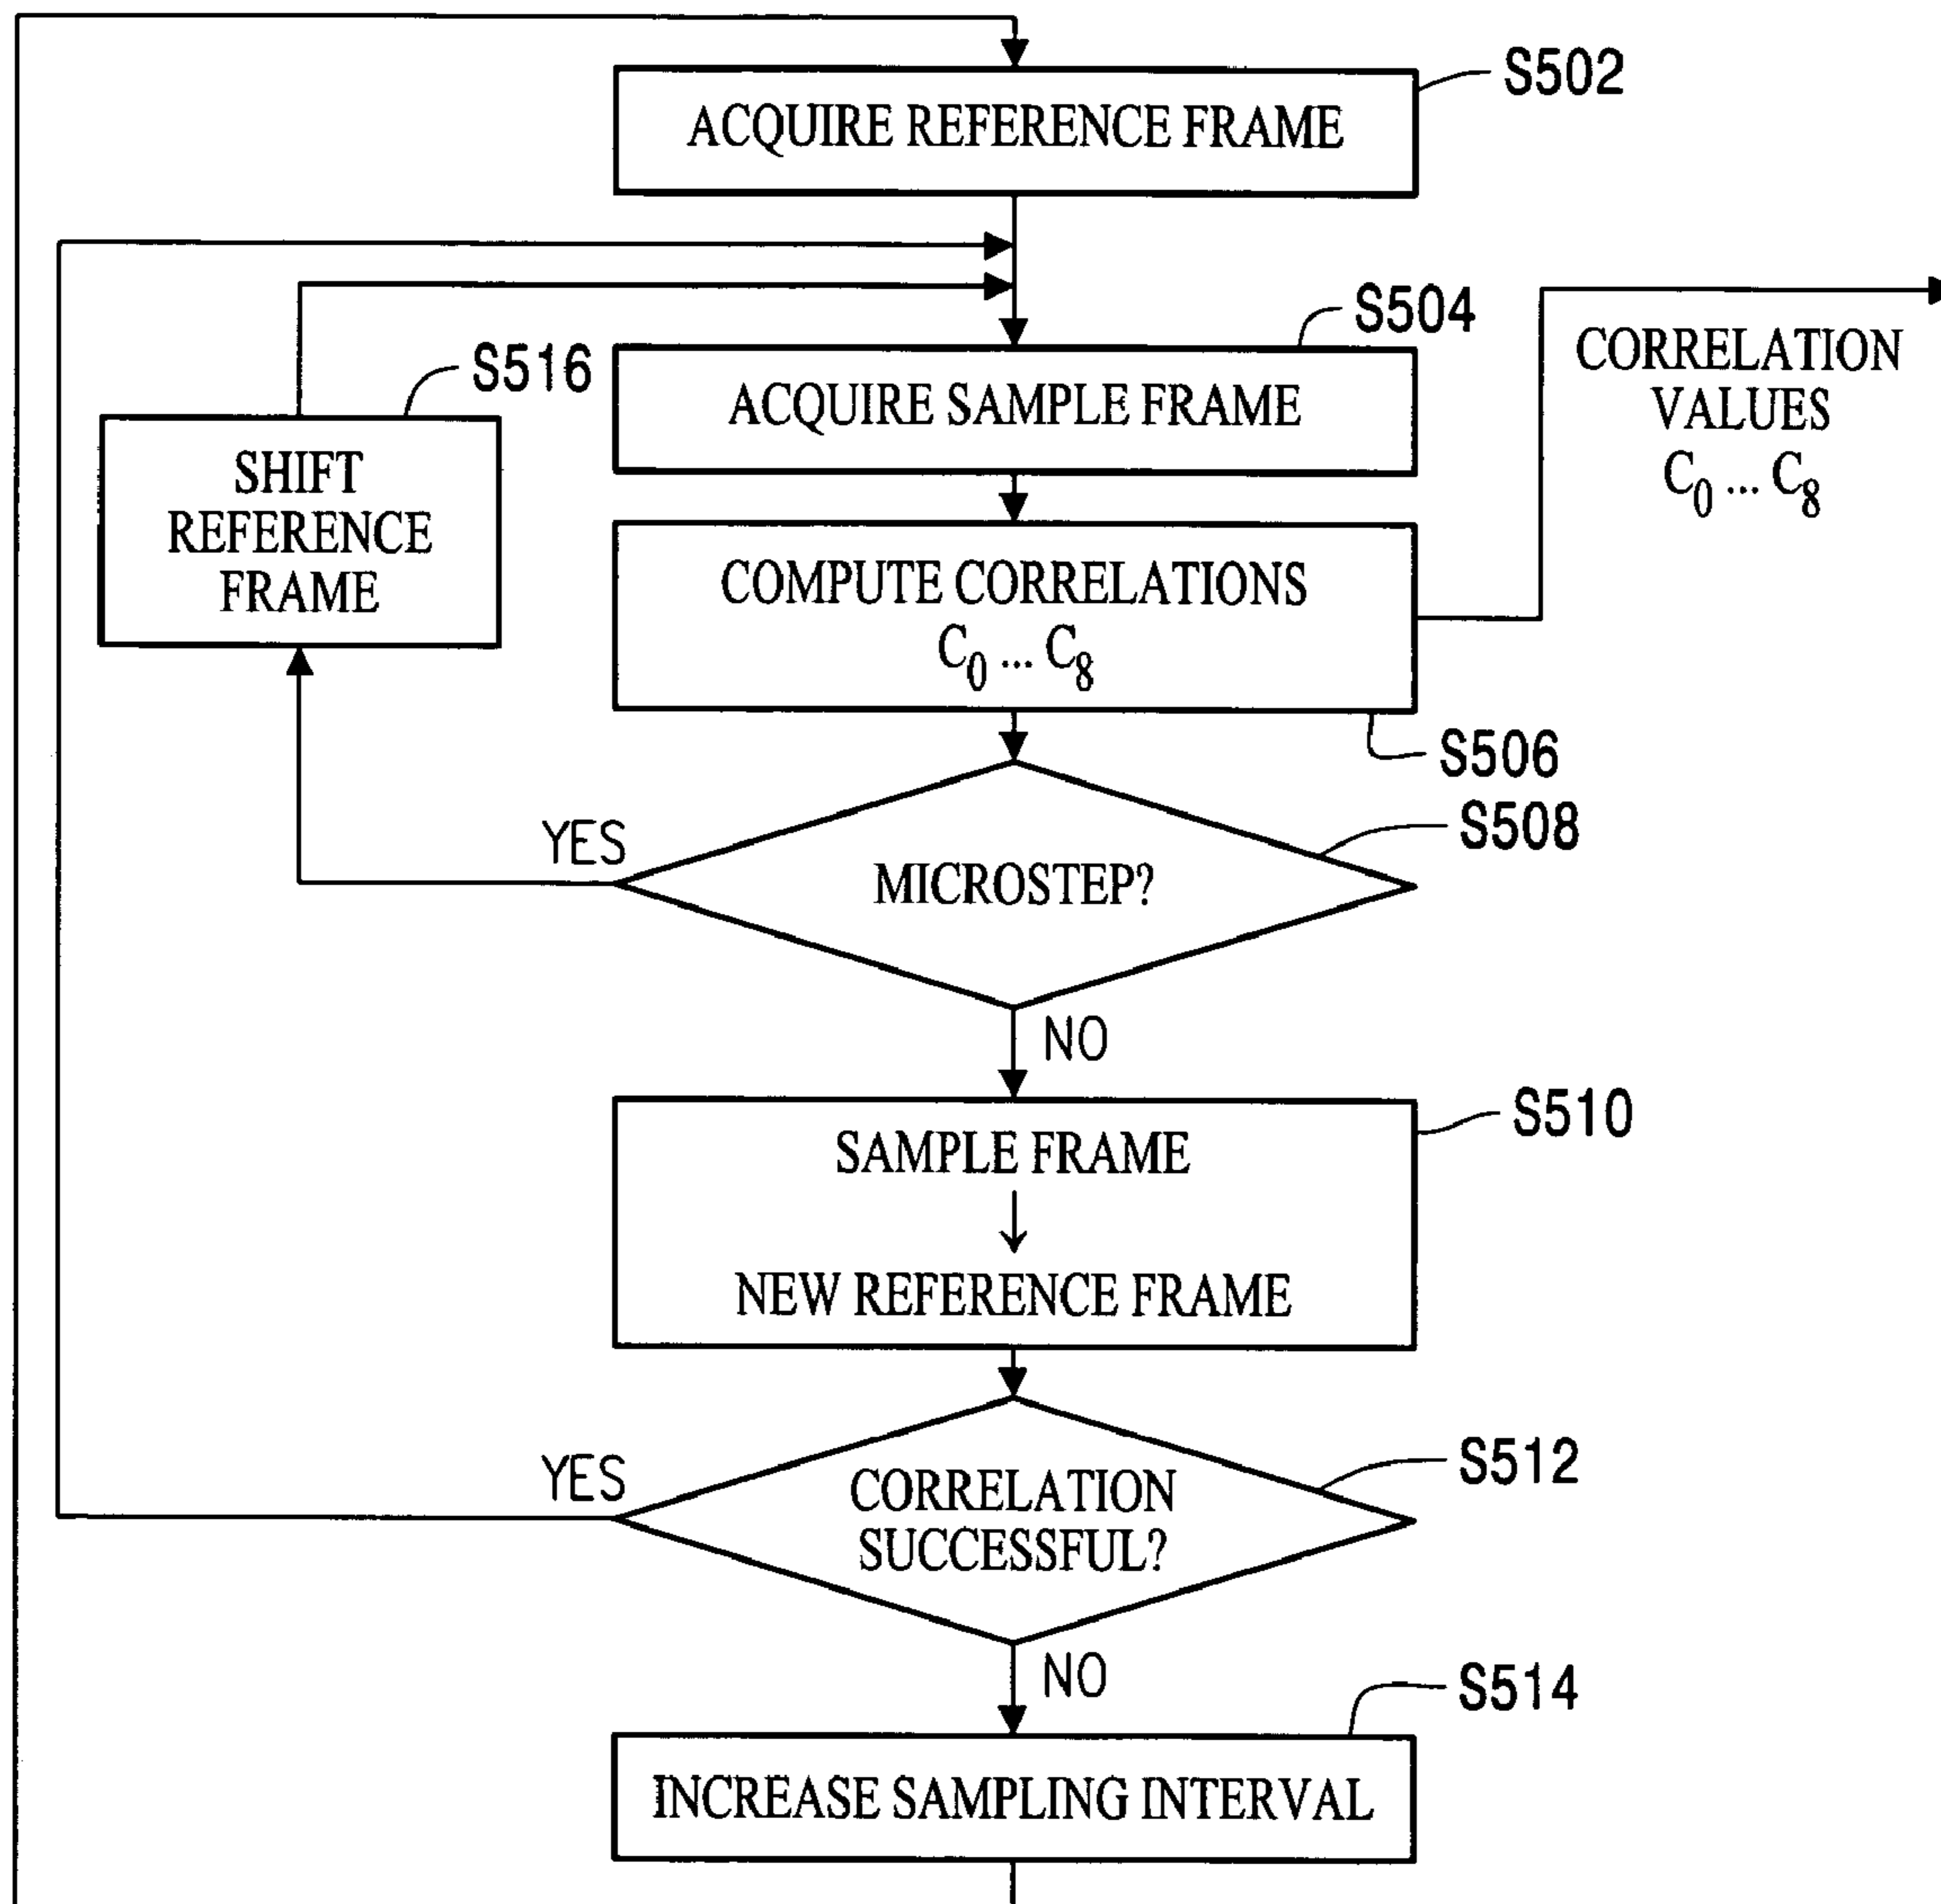 S502
ACQUIRE REFERENCE FRAME
S504
ACQUIRE SAMPLE FRAME
CORRELATION
VALUES
C0 ... C8
S516
SHIFT
REFERENCE
FRAME
COMPUTE CORRELATIONS
C0 ... C8
S506
S508
YES
MICROSTEP?
NO
S510
SAMPLE FRAME
NEW REFERENCE FRAME
S512
YES
CORRELATION
SUCCESSFUL?
NO
S514
INCREASE SAMPLING INTERVAL